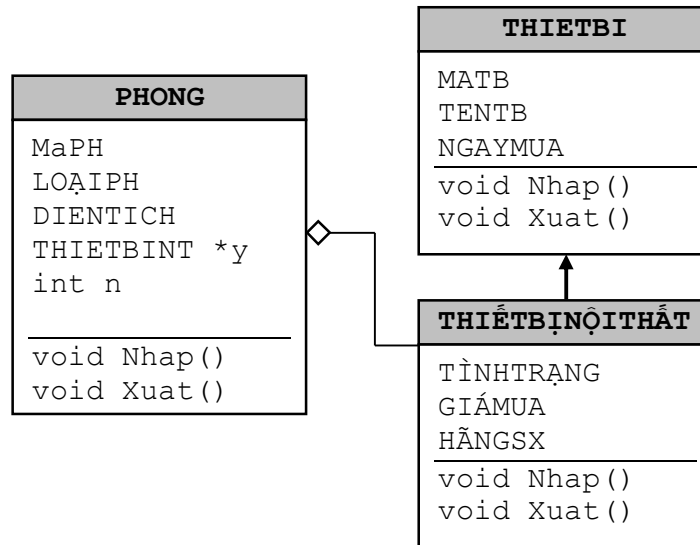 PHONG
MaPH
LOẠIPH
DIENTICH
THIETBINT *y
int n
void Nhap()
void Xuat()
THIETBI
MATB
TENTB
NGAYMUA
void Nhap()
void Xuat()
THIẾTBỊNỘITHẤT
TÌNHTRẠNG
GIÁMUA
HÃNGSX
void Nhap()
void Xuat()